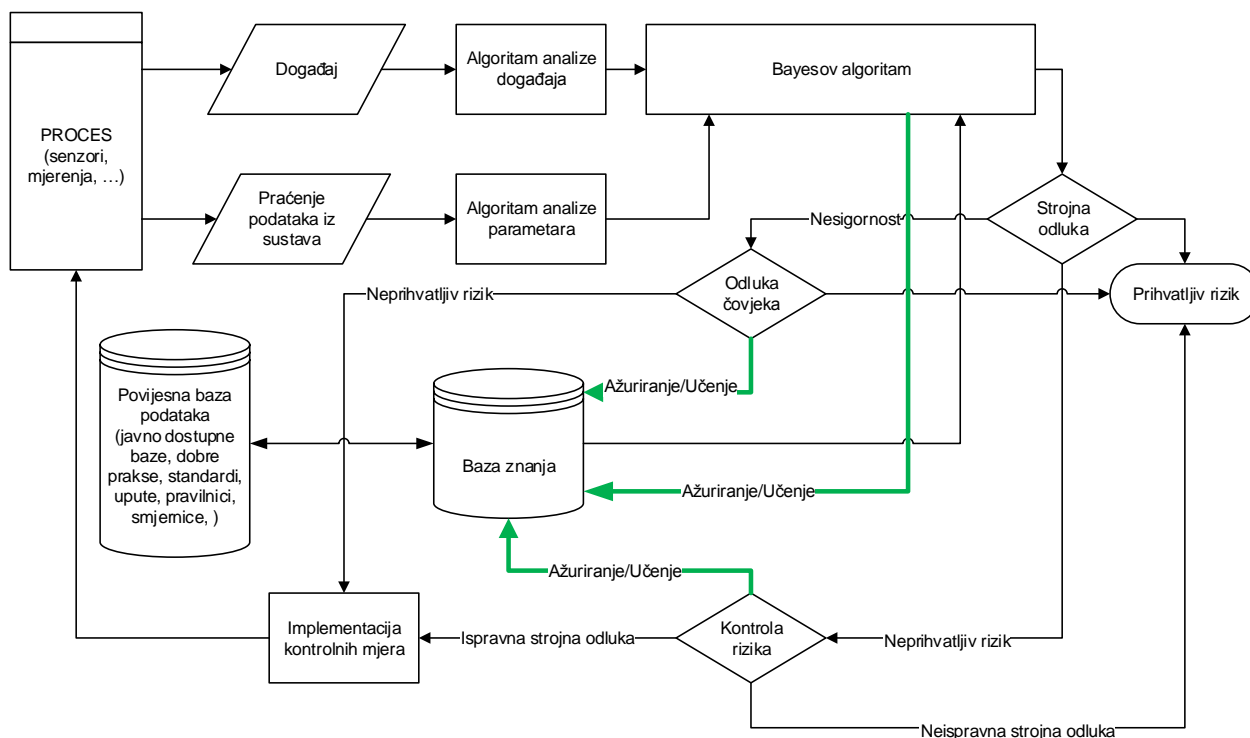 Događaj
Algoritam analize
događaja
Bayesov algoritam
PROCES
(senzori,
mjerenja, …)
Praćenje
podataka iz
sustava
Algoritam analize
parametara
Nesigornost
Strojna
odluka
Neprihvatljiv rizik
Odluka
čovjeka
Prihvatljiv rizik
Povijesna baza
podataka
(javno dostupne
baze, dobre
prakse, standardi,
upute, pravilnici,
smjernice, )
Ažuriranje/Učenje
Baza znanja
Ažuriranje/Učenje
Ažuriranje/Učenje
Implementacija
kontrolnih mjera
Ispravna strojna odluka
Kontrola
rizika
Neprihvatljiv rizik
Neispravna strojna odluka